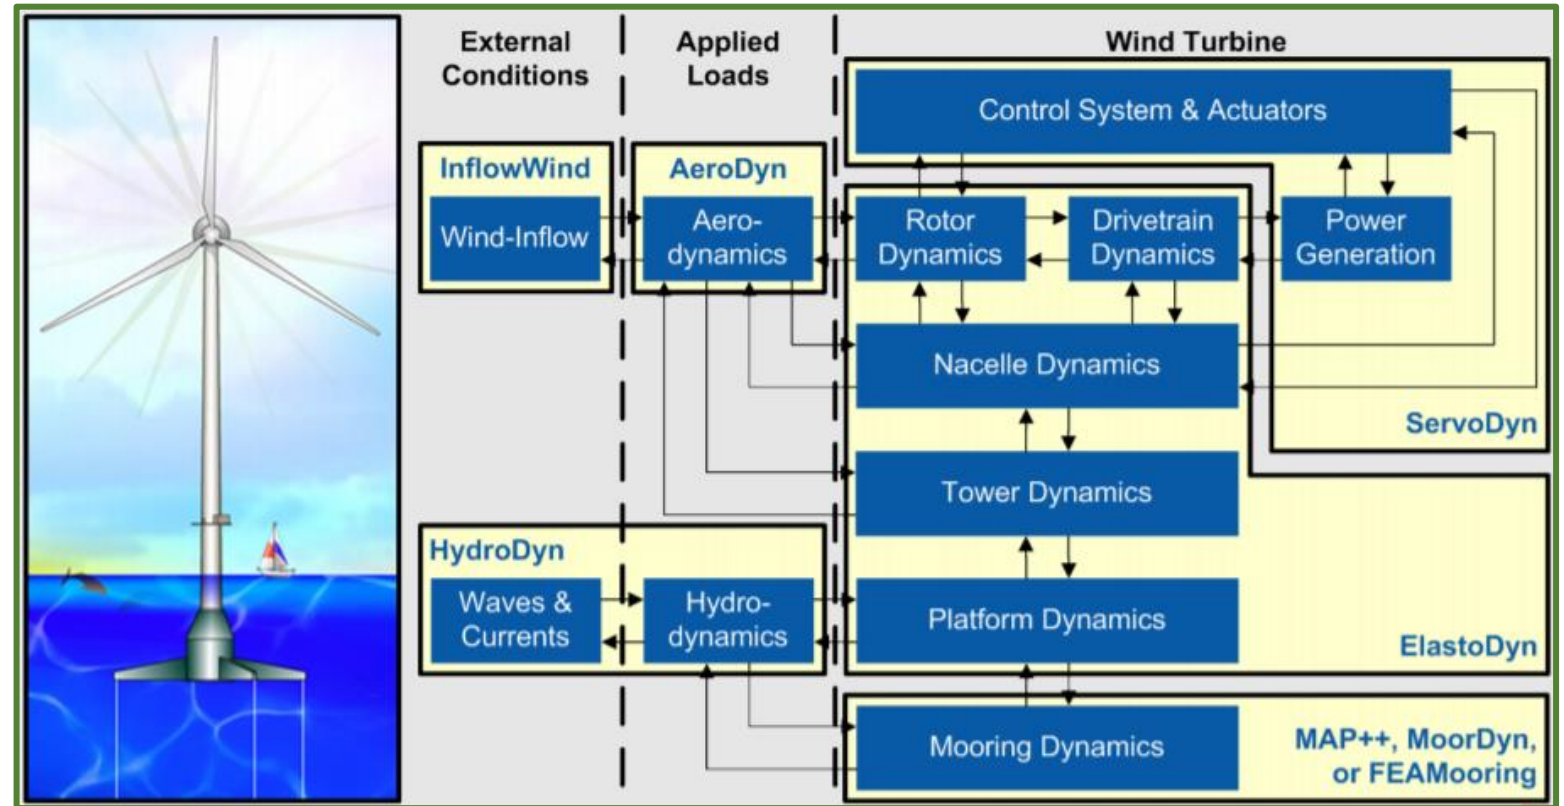 External
Conditions
Applied
Loads
Wind Turbine
Control System & Actuators
InflowWind
Wind-Inflow
AeroDyn
Aero-
dynamics
Rotor
Dynamics
Drivetrain
Dynamics
Power
Generation
Nacelle Dynamics
ServoDyn
Tower Dynamics
HydroDyn
Waves &
Currents
Hydro-
dynamics
Platform Dynamics
ElastoDyn
Mooring Dynamics
MAP++, MoorDyn,
or FEAMooring